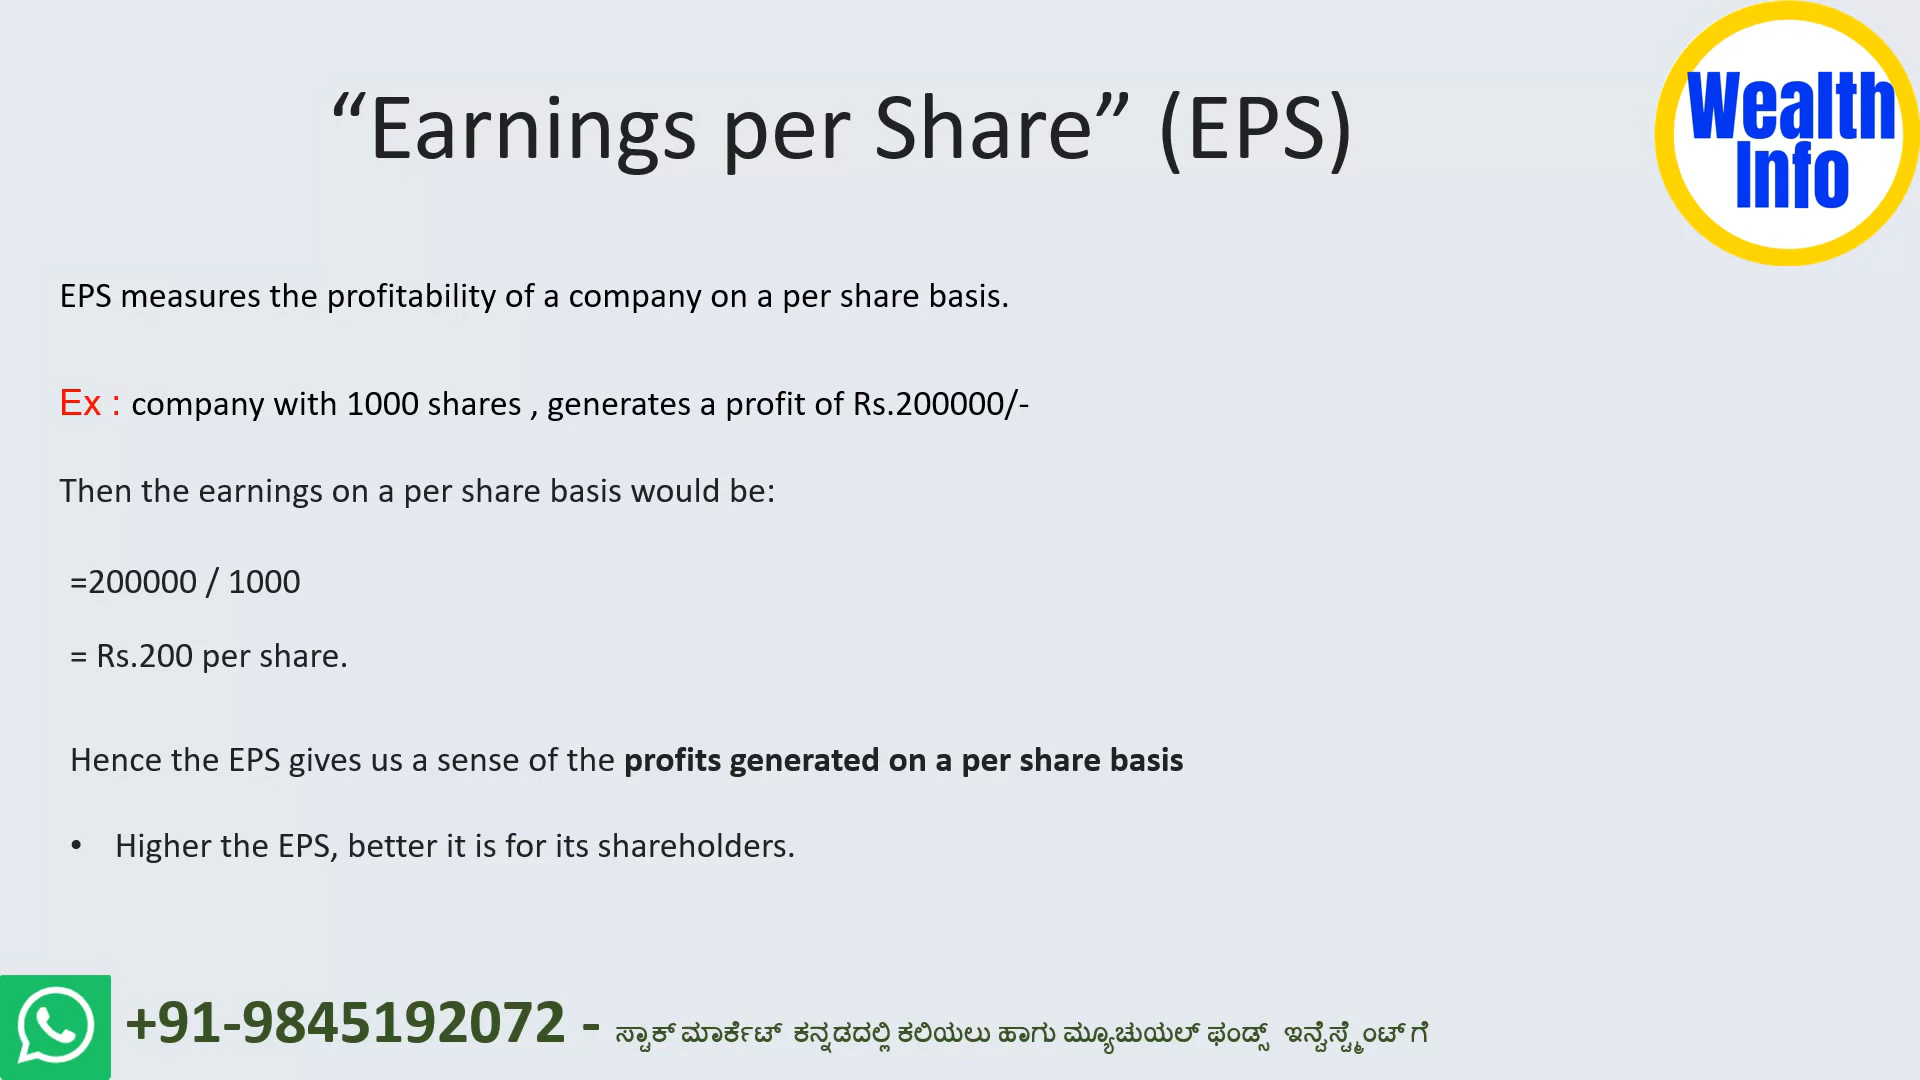 “Earnings per Share” (EPS)
Wealth
Info
EPS measures the profitability of a company on a per share basis.
Ex : company with 1000 shares , generates a profit of Rs.200000/-
Then the earnings on a per share basis would be:
=200000 / 1000
= Rs.200 per share.
Hence the EPS gives us a sense of the profits generated on a per share basis
• Higher the EPS, better it is for its shareholders.
+91-9845192072 - ಸ್ಟಾಕ್ ಮಾರ್ಕೆಟ್ ಕನ್ನಡದಲ್ಲಿ ಕಲಿಯಲು ಹಾಗು ಮ್ಯೂಚುಯಲ್ ಫಂಡ್ಸ್ ಇನ್ವೆಸ್ಟ್ಮೆಂಟ್ ಗೆ